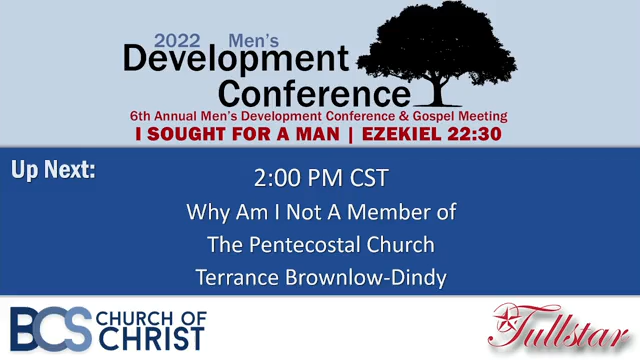 2022 Men's
Development
Conference
6th Annual Men's Development Conference & Gospel Meeting
I SOUGHT FOR A MAN | EZEKIEL 22:30
Up Next:
2:00 PM CST
Why Am I Not A Member of
The Pentecostal Church
Terrance Brownlow-Dindy
BCS CHURCH OF CHRIST
Fullstar